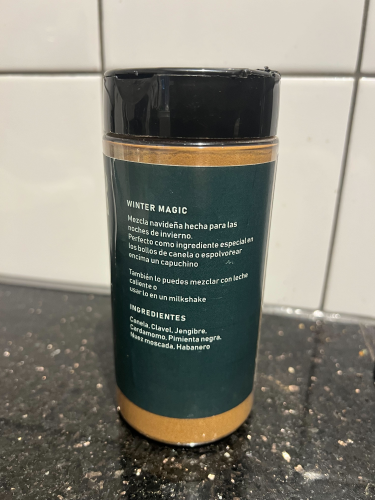 WINTER MAGIC
Mezcla navideña hecha para las
noches de invierno.
Perfecto como ingrediente especial en
los bollos de canela o espolvorear
encima un capuchino
También lo puedes mezclar con leche
caliente o
usarlo en un milkshake
INGREDIENTES
Canela, Clavel, Jengibre,
Cardamomo, Pimienta negra,
Nuez moscada, Habanero